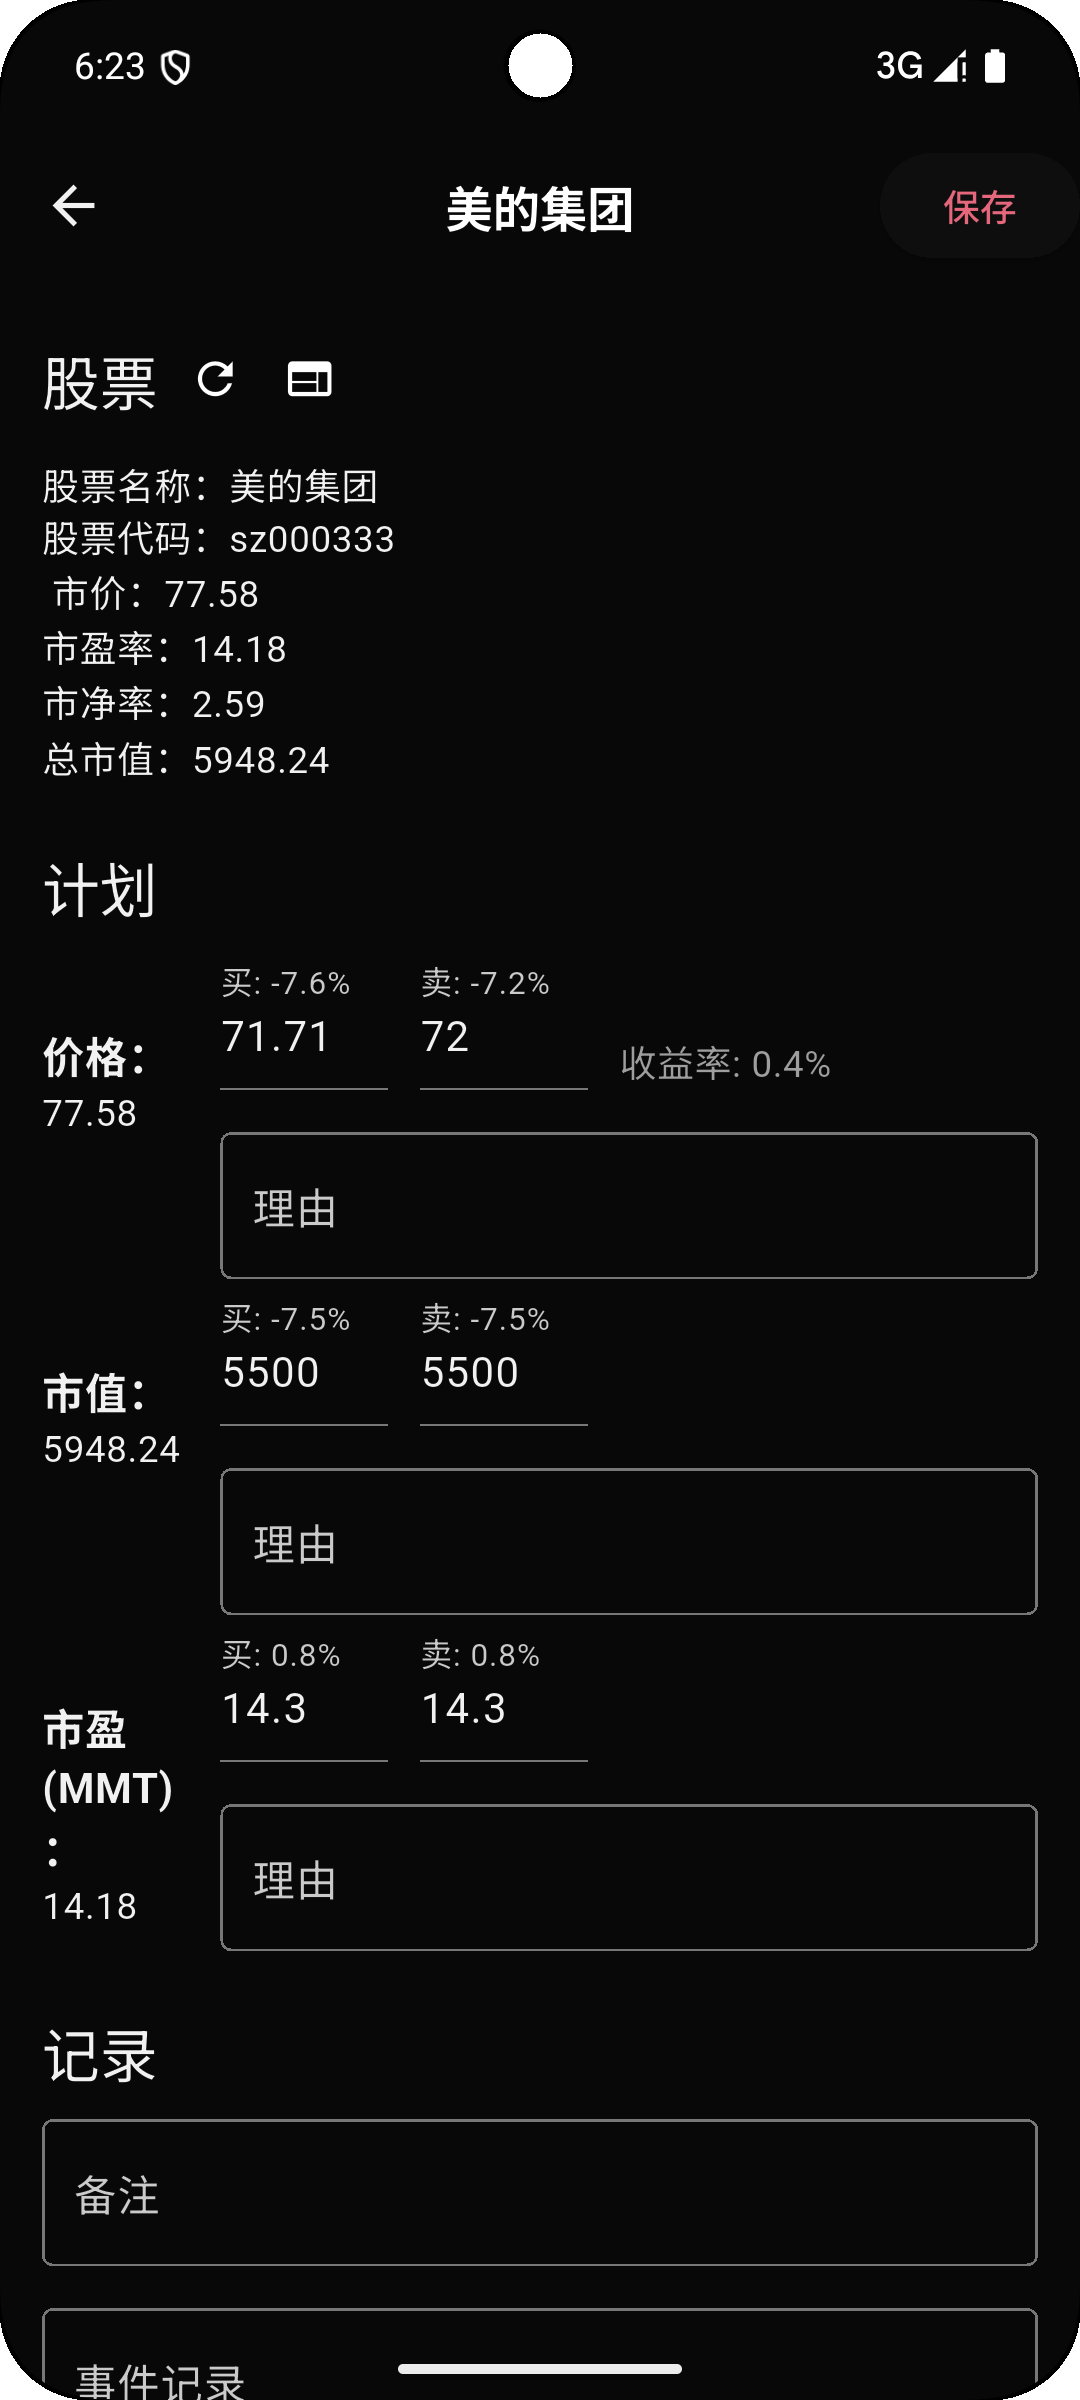 6:23 3G
美的集团 保存
股票
股票名称：美的集团
股票代码：sz000333
市价：77.58
市盈率：14.18
市净率：2.59
总市值：5948.24
计划
买: -7.6% 卖: -7.2%
价格： 71.71 72 收益率: 0.4%
77.58
理由
买: -7.5% 卖: -7.5%
市值： 5500 5500
5948.24
理由
买: 0.8% 卖: 0.8%
14.3 14.3
市盈
(MMT)
：
14.18
理由
记录
备注
事件记录